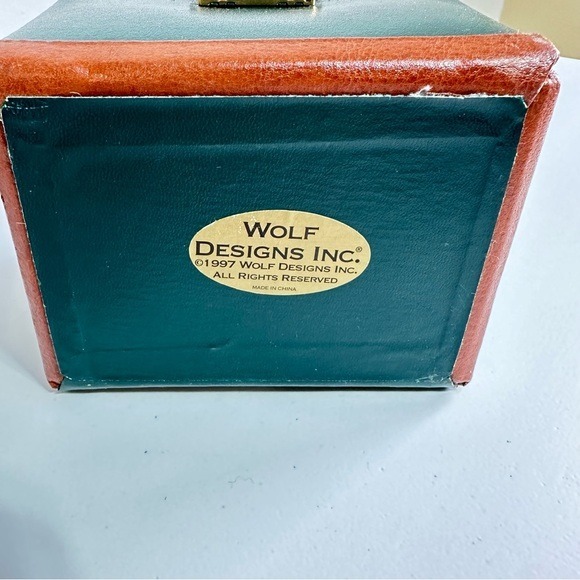 WOLF
DESIGNS INC.®
©1997 WOLF DESIGNS INC.
ALL RIGHTS RESERVED
MADE IN CHINA